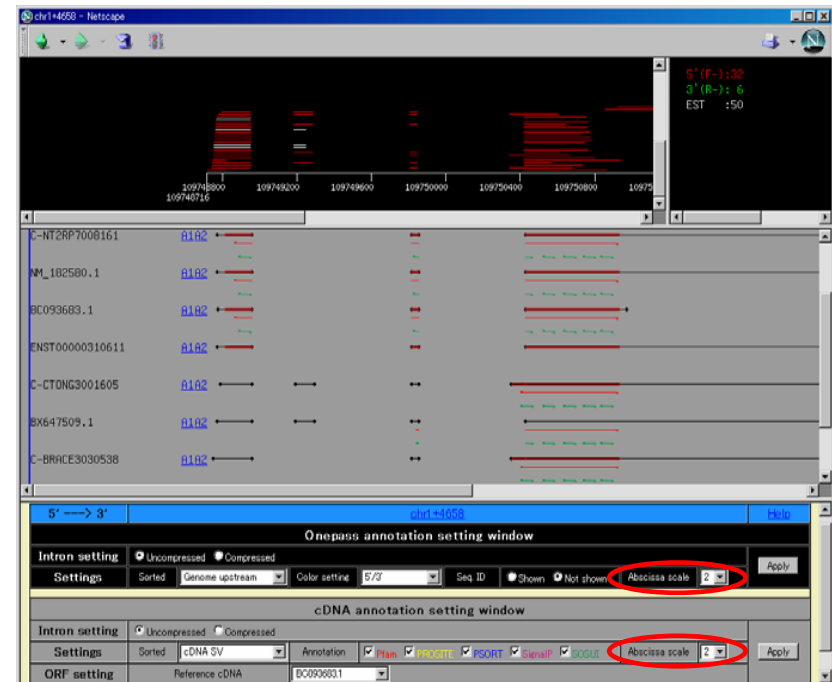 chr1+4658 - Netscape
5'(F-):32
3'(R-): 6
EST :50
109748800 109749200 109749600 109750000 109750400 109750800 10975
109748716
C-NT2RP7008161 A1A2
NM_182580.1 A1A2
BC093683.1 A1A2
ENST00000310611 A1A2
C-CTONG3001605 A1A2
BX647509.1 A1A2
C-BRACE3030538 A1A2
5' ---> 3' chr1+4658 Help
Onepass annotation setting window
Intron setting Uncompressed Compressed
Settings Sorted Genome upstream Color setting 5'/3' Seq. ID Shown Not shown Abscissa scale 2 Apply
cDNA annotation setting window
Intron setting Uncompressed Compressed
Settings Sorted cDNA SV Annotation Pfam PROSITE PSORT SignalP SOSUI Abscissa scale 2 Apply
ORF setting Reference cDNA BC093683.1